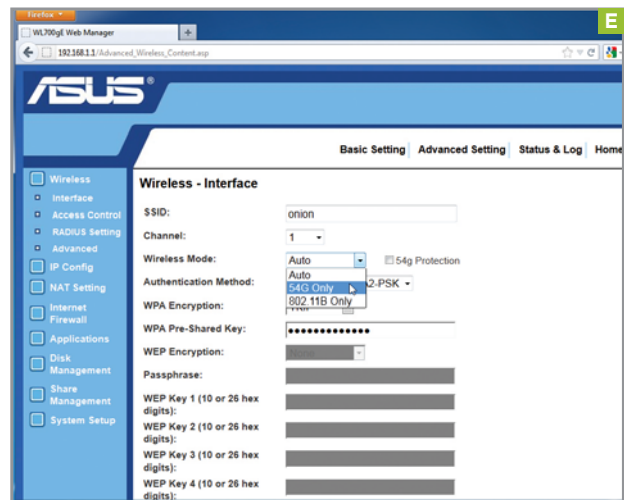 Firefox
E
WL700gE Web Manager
192.168.1.1/Advanced_Wireless_Content.asp
ASUS®
Basic Setting Advanced Setting Status & Log Home
Wireless
Interface
Access Control
RADIUS Setting
Advanced
IP Config
NAT Setting
Internet
Firewall
Applications
Disk
Management
Share
Management
System Setup
Wireless - Interface
SSID: onion
Channel: 1
Wireless Mode: Auto 54g Protection
Auto
54G Only
802.11B Only
Authentication Method: A2-PSK
WPA Encryption:
WPA Pre-Shared Key:
WEP Encryption: None
Passphrase:
WEP Key 1 (10 or 26 hex
digits):
WEP Key 2 (10 or 26 hex
digits):
WEP Key 3 (10 or 26 hex
digits):
WEP Key 4 (10 or 26 hex
digits):